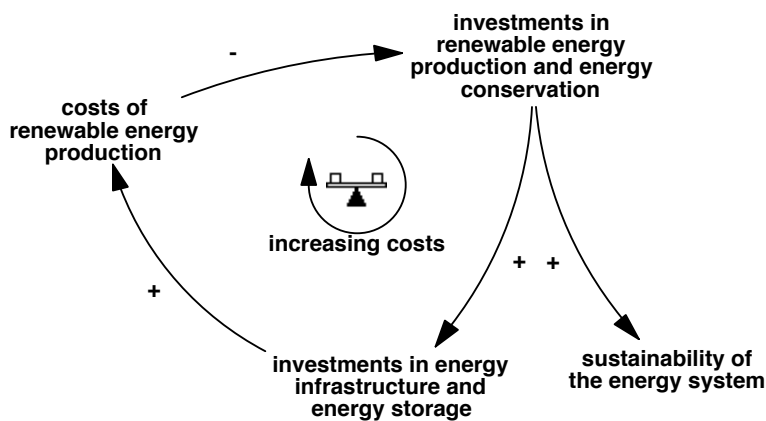 investments in
renewable energy
production and energy
conservation
-
costs of
renewable energy
production
increasing costs
+
+ +
investments in energy
infrastructure and
energy storage
sustainability of
the energy system